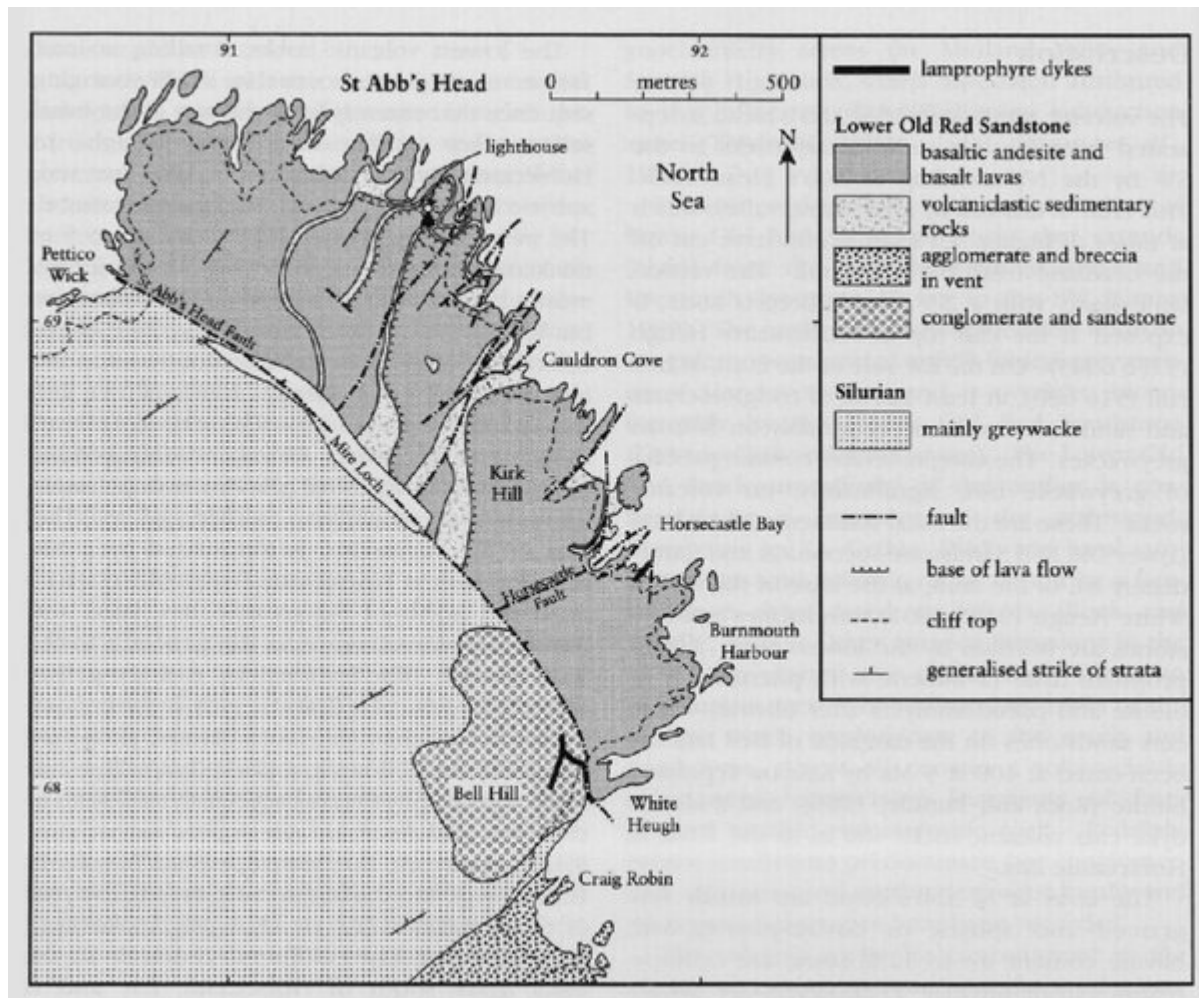 91
92
St Abb's Head
0 metres 500
lighthouse
N
North
Sea
Pettico
Wick
St Abb's Head Fault
69
Cauldron Cove
Mire Loch
Kirk
Hill
Horsecastle Bay
Horsecastle
Fault
Burnmouth
Harbour
68
Bell Hill
White
Heugh
Craig Robin
lamprophyre dykes
Lower Old Red Sandstone
basaltic andesite and
basalt lavas
volcaniclastic sedimentary
rocks
agglomerate and breccia
in vent
conglomerate and sandstone
Silurian
mainly greywacke
fault
base of lava flow
cliff top
generalised strike of strata